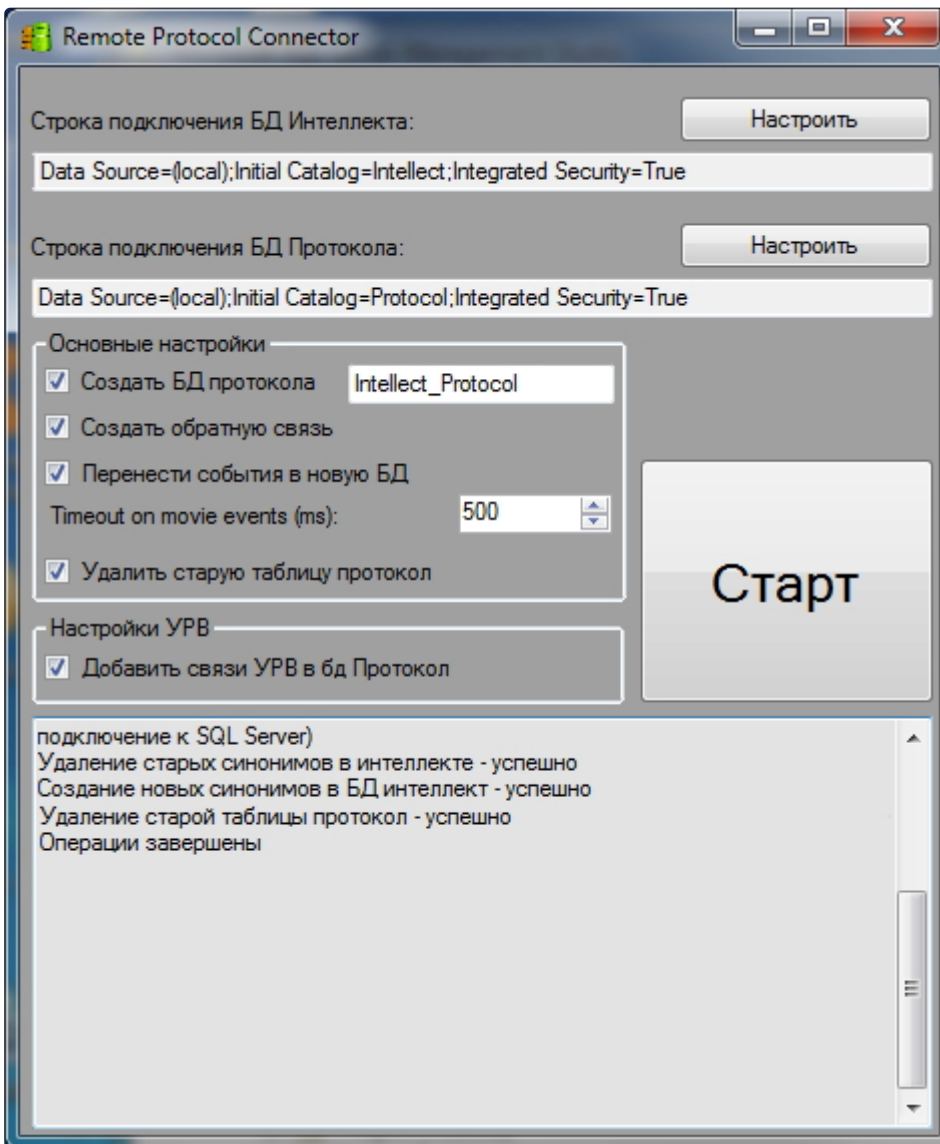 Remote Protocol Connector
Строка подключения БД Интеллекта:
Настроить
Data Source=(local);Initial Catalog=Intellect;Integrated Security=True
Строка подключения БД Протокола:
Настроить
Data Source=(local);Initial Catalog=Protocol;Integrated Security=True
Основные настройки
Создать БД протокола
Intellect_Protocol
Создать обратную связь
Перенести события в новую БД
Timeout on movie events (ms):
500
Удалить старую таблицу протокол
Старт
Настройки УРВ
Добавить связи УРВ в бд Протокол
подключение к SQL Server)
Удаление старых синонимов в интеллекте - успешно
Создание новых синонимов в БД интеллект - успешно
Удаление старой таблицы протокол - успешно
Операции завершены